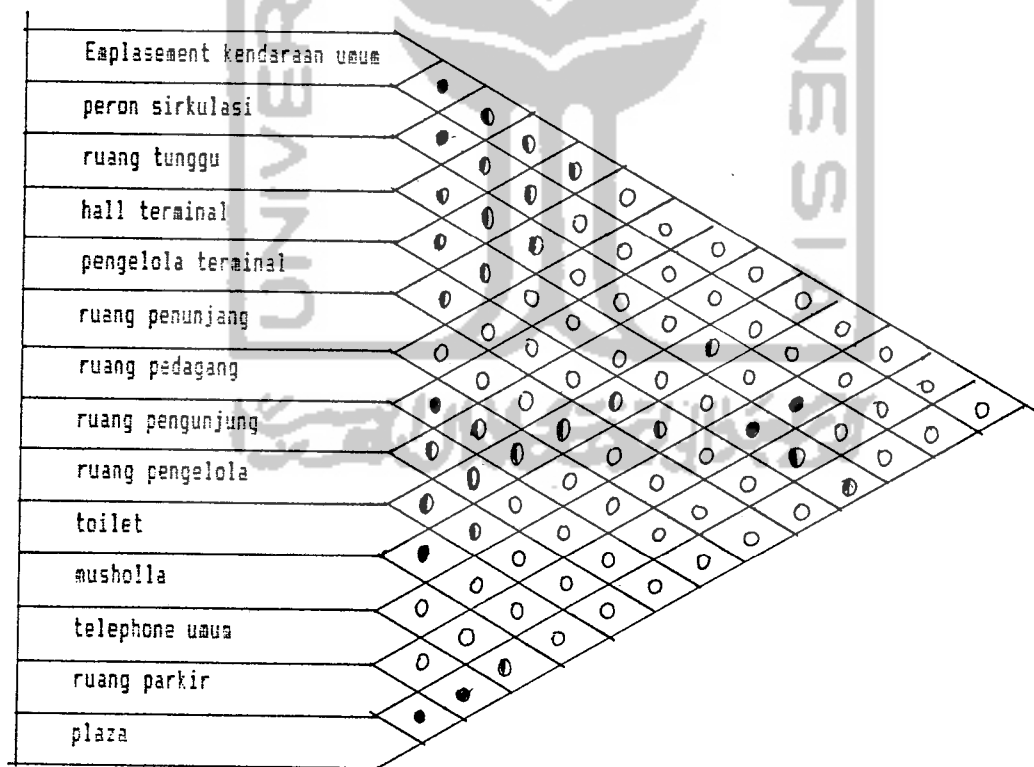 Emplasement kendaraan umum
peron sirkulasi
ruang tunggu
hall terminal
pengelola terminal
ruang penunjang
ruang pedagang
ruang pengunjung
ruang pengelola
toilet
musholla
telephone umum
ruang parkir
plaza